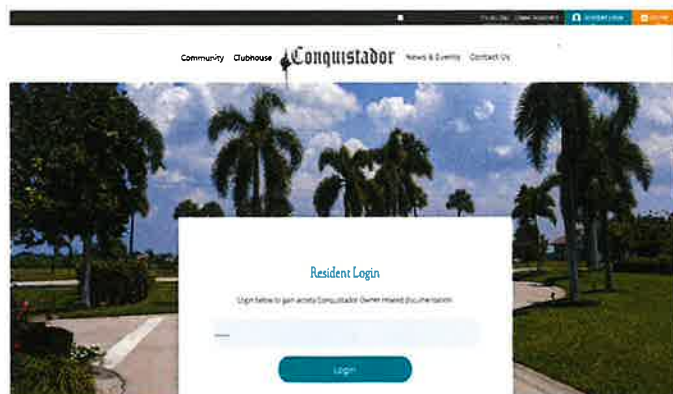 Community Clubhouse Conquistador News & Events Contact Us
Resident Login
Login below to gain access Conquistador Owner related documentation
Login